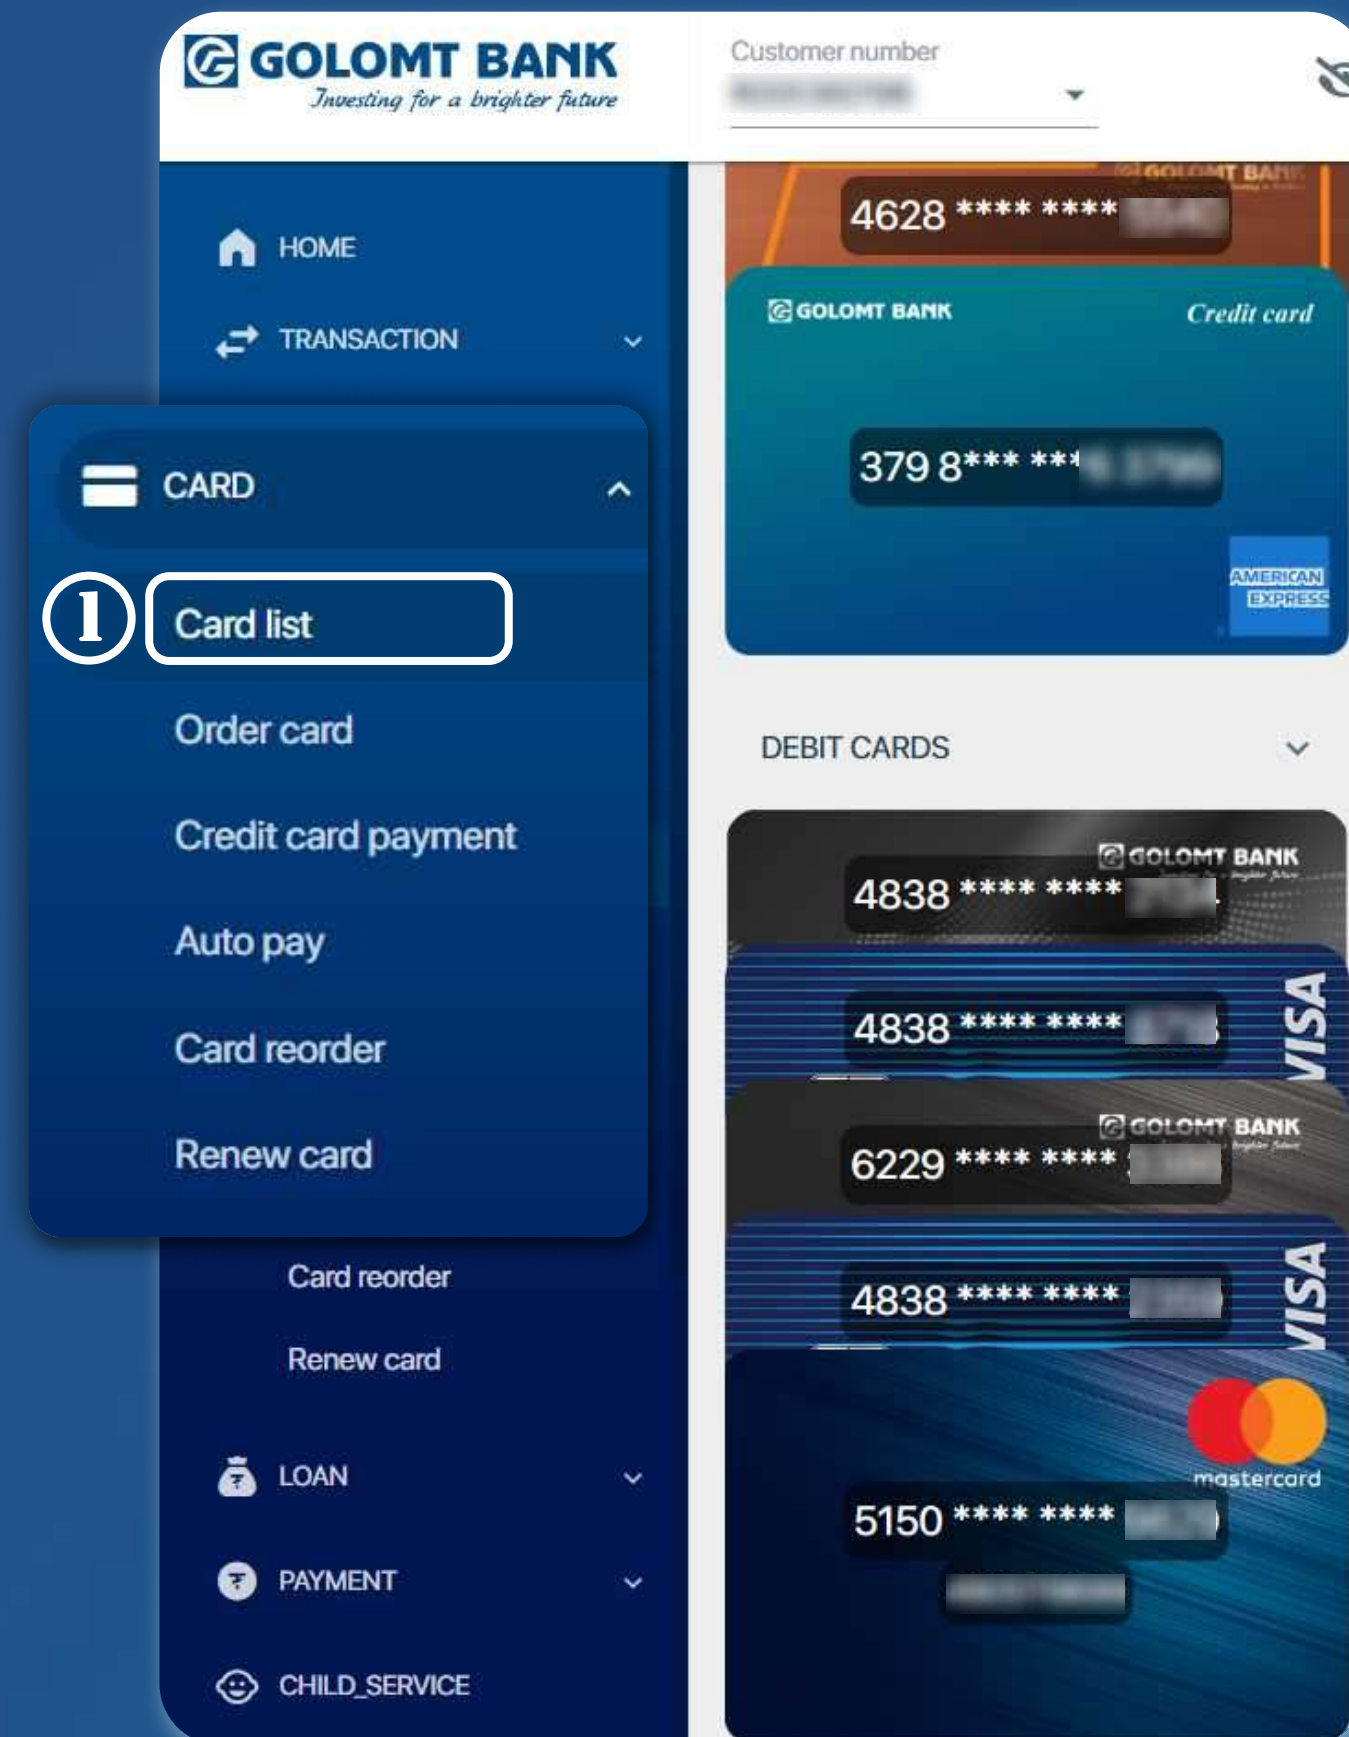 GOLOMT BANK
Investing for a brighter future
Customer number
HOME
TRANSACTION
CARD
1
Card list
Order card
Credit card payment
Auto pay
Card reorder
Renew card
Card reorder
Renew card
LOAN
PAYMENT
CHILD_SERVICE
GOLOMT BANK
4628 **** ****
GOLOMT BANK
Credit card
379 8*** ***
AMERICAN
EXPRESS
DEBIT CARDS
GOLOMT BANK
4838 **** ****
4838 **** ****
VISA
GOLOMT BANK
6229 **** ****
4838 **** ****
VISA
mastercard
5150 **** ****